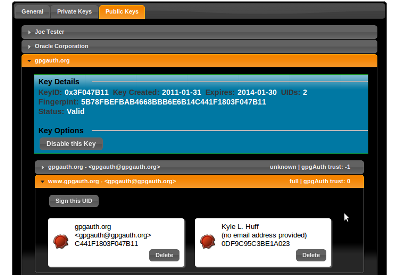 General Private Keys Public Keys
Joe Tester
Oracle Corporation
gpgauth.org
Key Details
KeyID: 0x3F047B11 Key Created: 2011-01-31 Expires: 2014-01-30 UIDs: 2
Fingerpint: 5B78FBEFBAB4668BBB6E6B14C441F1803F047B11
Status: Valid
Key Options
Disable this Key
gpgauth.org - <gpgauth@gpgauth.org> unknown | gpgAuth trust: -1
www.gpgauth.org - <gpgauth@gpgauth.org> full | gpgAuth trust: 0
Sign this UID
gpgauth.org
<gpgauth@gpgauth.org>
C441F1803F047B11
Delete
Kyle L. Huff
(no email address provided)
0DF9C95C3BE1A023
Delete